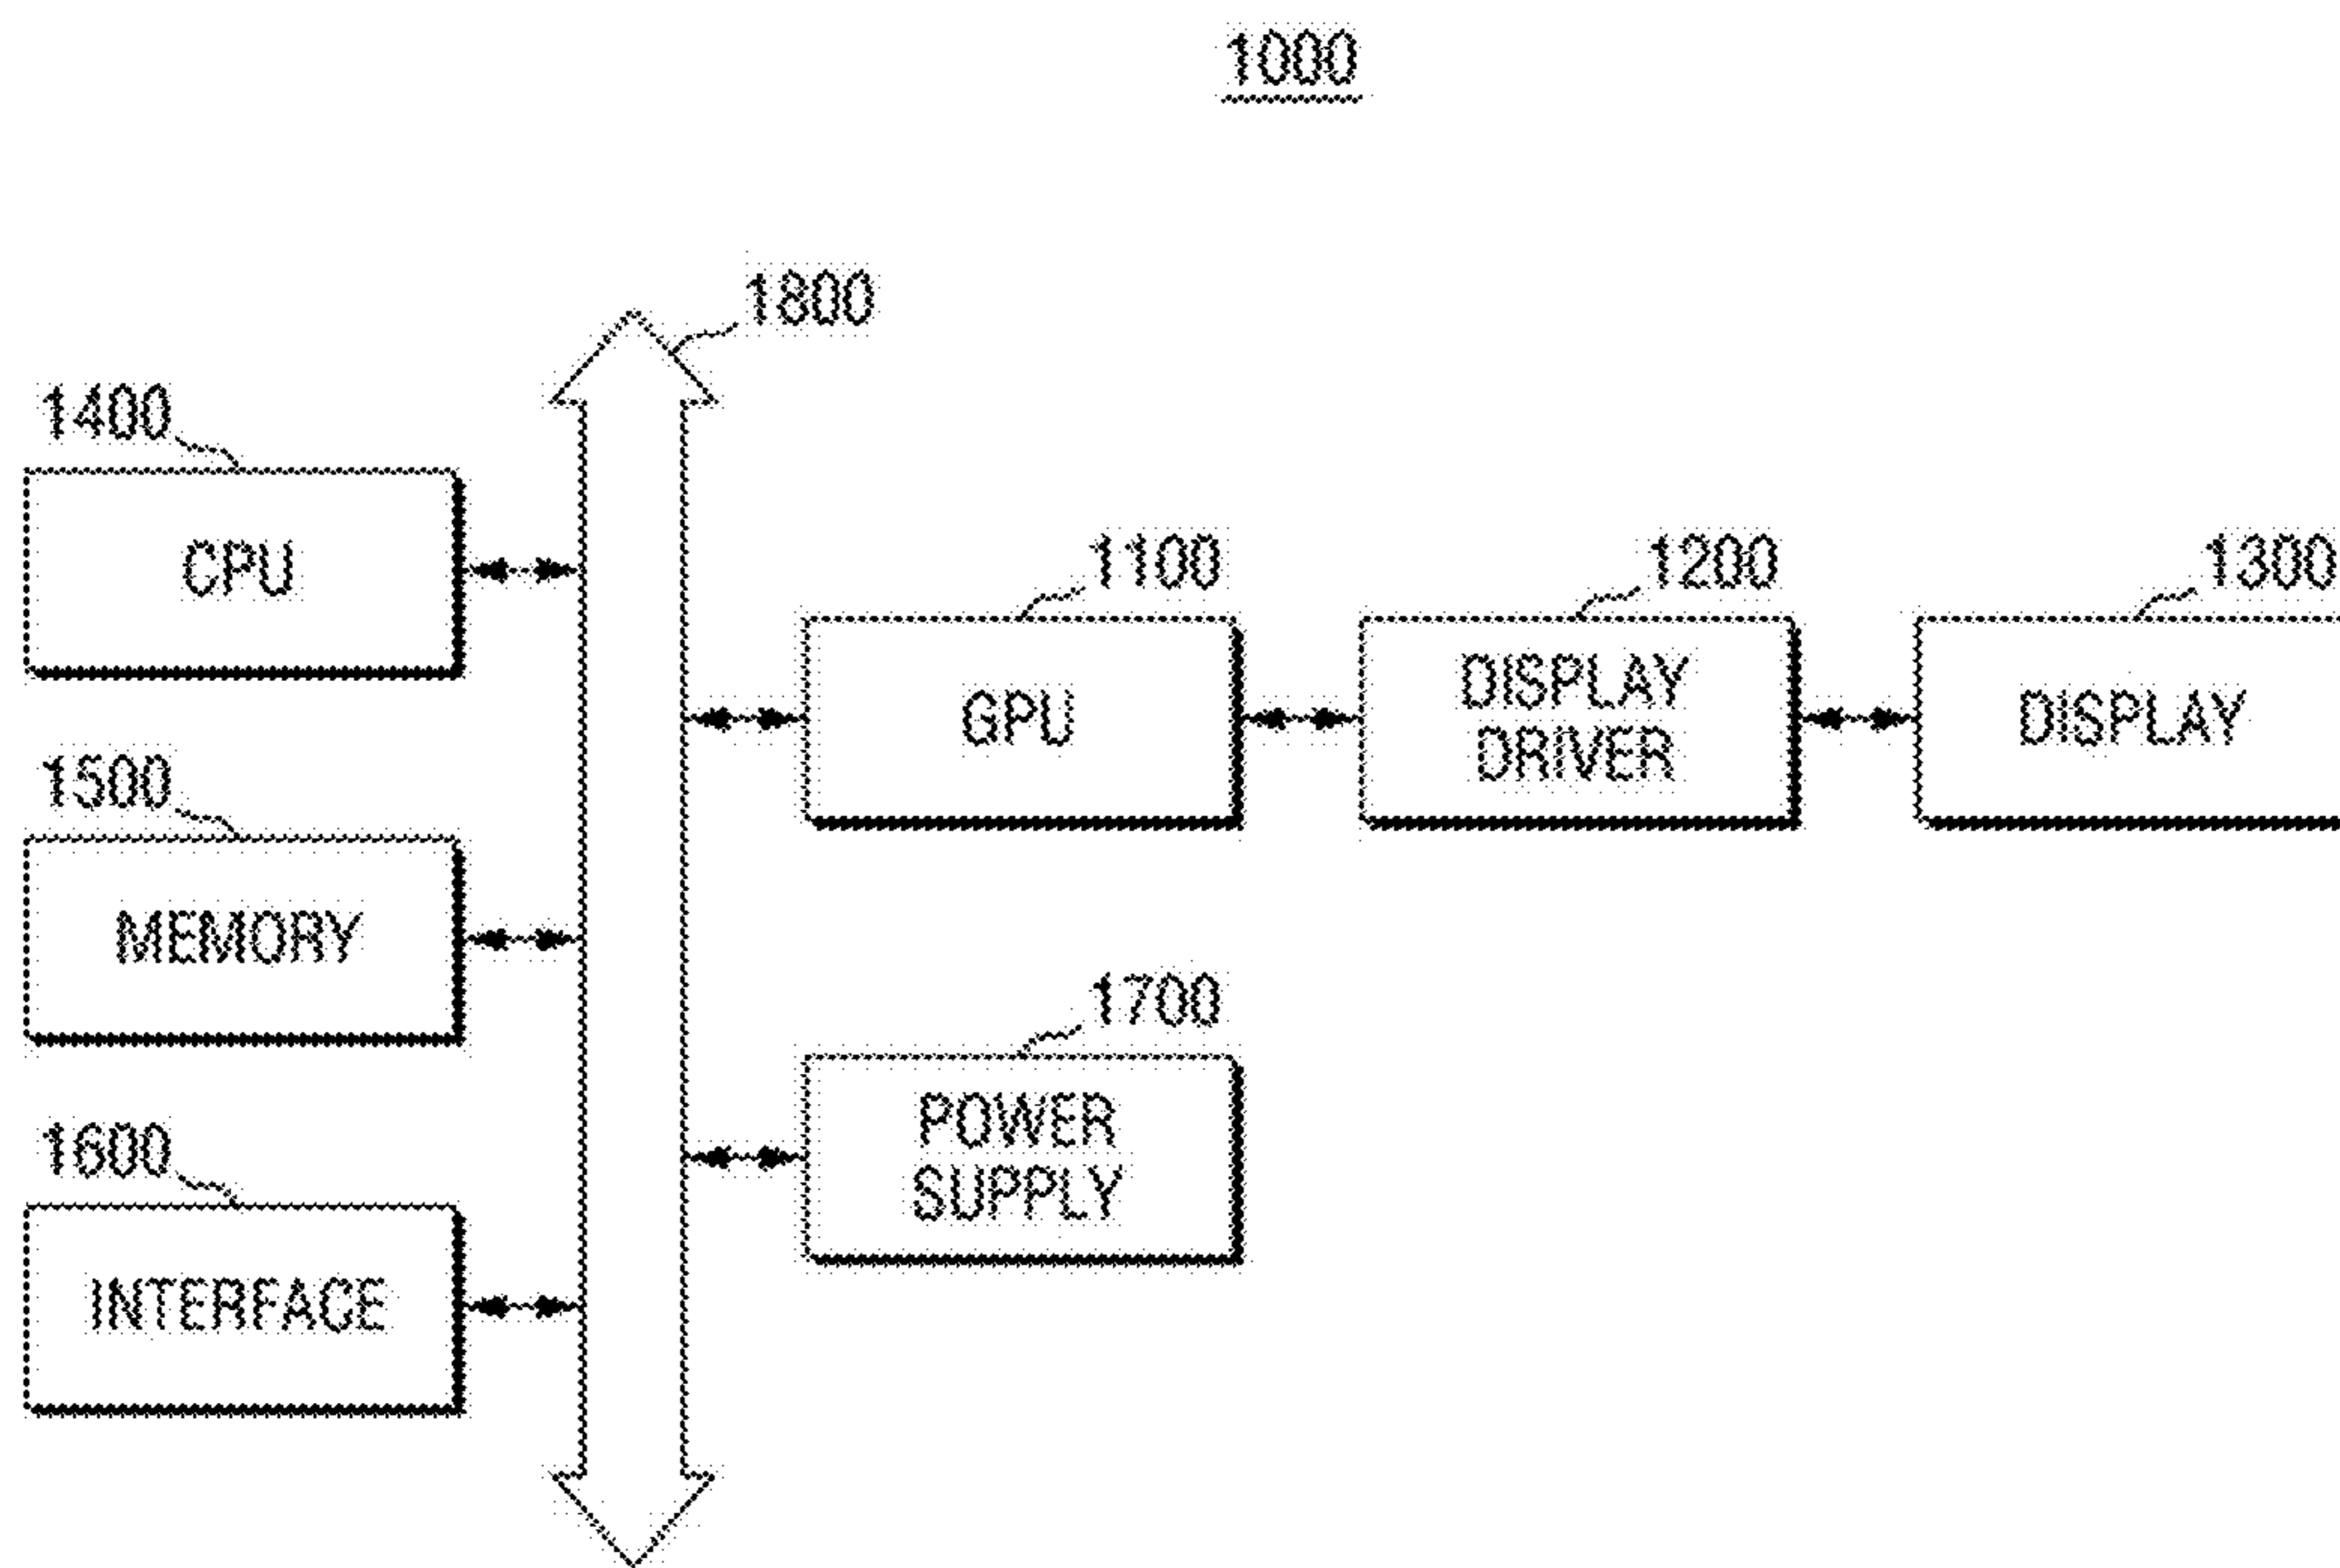 1000
1800
1400
CPU
1100
1200
1300
GPU
DISPLAY
DRIVER
DISPLAY
1500
MEMORY
1700
POWER
SUPPLY
1600
INTERFACE